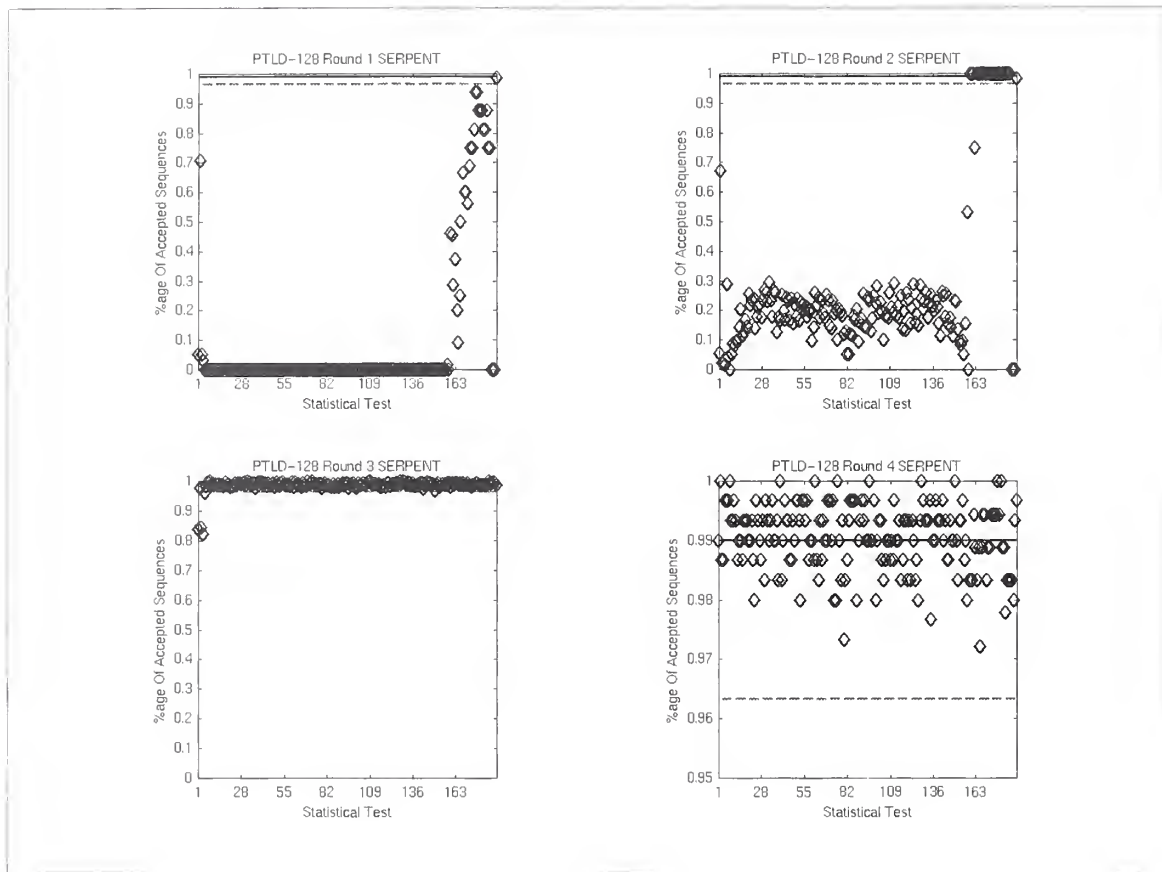 PTLD-128 Round 1 SERPENT
1
0.9
0.8
0.7
0.6
0.5
0.4
0.3
0.2
0.1
0
%age Of Accepted Sequences
1 28 55 82 109 136 163
Statistical Test
PTLD-128 Round 2 SERPENT
1
0.9
0.8
0.7
0.6
0.5
0.4
0.3
0.2
0.1
0
%age Of Accepted Sequences
1 28 55 82 109 136 163
Statistical Test
PTLD-128 Round 3 SERPENT
1
0.9
0.8
0.7
0.6
0.5
0.4
0.3
0.2
0.1
0
%age Of Accepted Sequences
1 28 55 82 109 136 163
Statistical Test
PTLD-128 Round 4 SERPENT
1
0.99
0.98
0.97
0.96
0.95
%age Of Accepted Sequences
1 28 55 82 109 136 163
Statistical Test